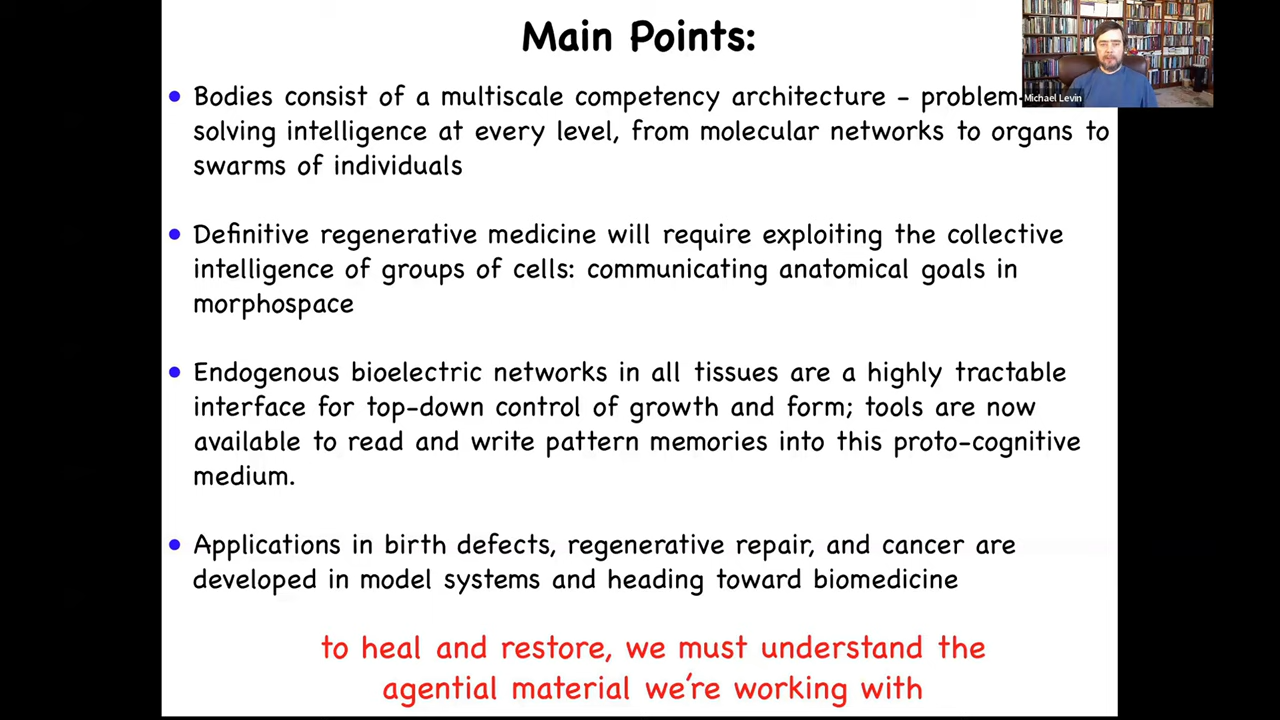 Main Points:
Michael Levin
• Bodies consist of a multiscale competency architecture - problem-
solving intelligence at every level, from molecular networks to organs to
swarms of individuals
• Definitive regenerative medicine will require exploiting the collective
intelligence of groups of cells: communicating anatomical goals in
morphospace
• Endogenous bioelectric networks in all tissues are a highly tractable
interface for top-down control of growth and form; tools are now
available to read and write pattern memories into this proto-cognitive
medium.
• Applications in birth defects, regenerative repair, and cancer are
developed in model systems and heading toward biomedicine
to heal and restore, we must understand the
agential material we're working with